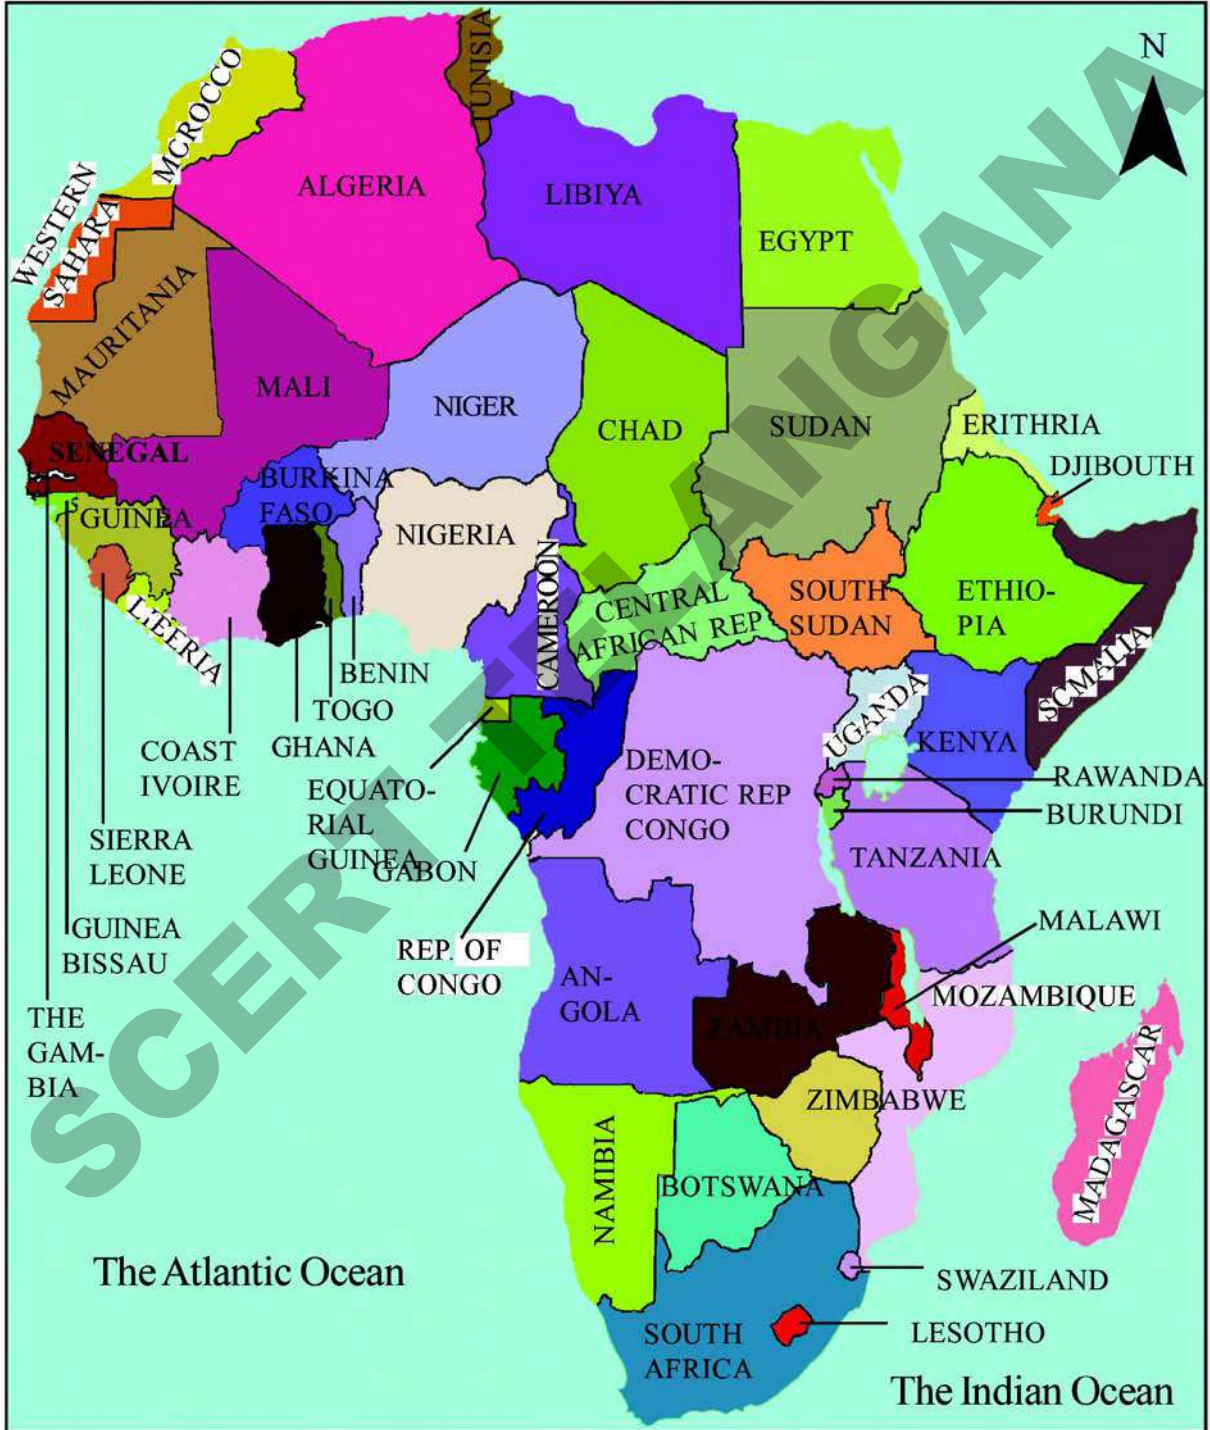 N
TUNISIA
MCROCCO
ALGERIA
LIBIYA
EGYPT
WESTERN
SAHARA
MAURITANIA
MALI
NIGER
CHAD
SUDAN
ERITHRIA
DJIBOUTH
SENEGAL
BURKINA
FASO
GUINEA
NIGERIA
CAMEROON
CENTRAL
AFRICAN REP
SOUTH
SUDAN
ETHIO-
PIA
SCMALIA
BENIN
TOGO
GHANA
COAST
IVOIRE
EQUATO-
RIAL
GUINEA
GABON
SIERRA
LEONE
GUINEA
BISSAU
THE
GAM-
BIA
REP. OF
CONGO
DEMO-
CRATIC REP
CONGO
UGANDA
KENYA
RAWANDA
BURUNDI
TANZANIA
MALAWI
AN-
GOLA
ZAMBIA
MOZAMBIQUE
MADAGASCAR
ZIMBABWE
NAMIBIA
BOTSWANA
The Atlantic Ocean
SWAZILAND
LESOTHO
SOUTH
AFRICA
The Indian Ocean
SCERT TELANGANA